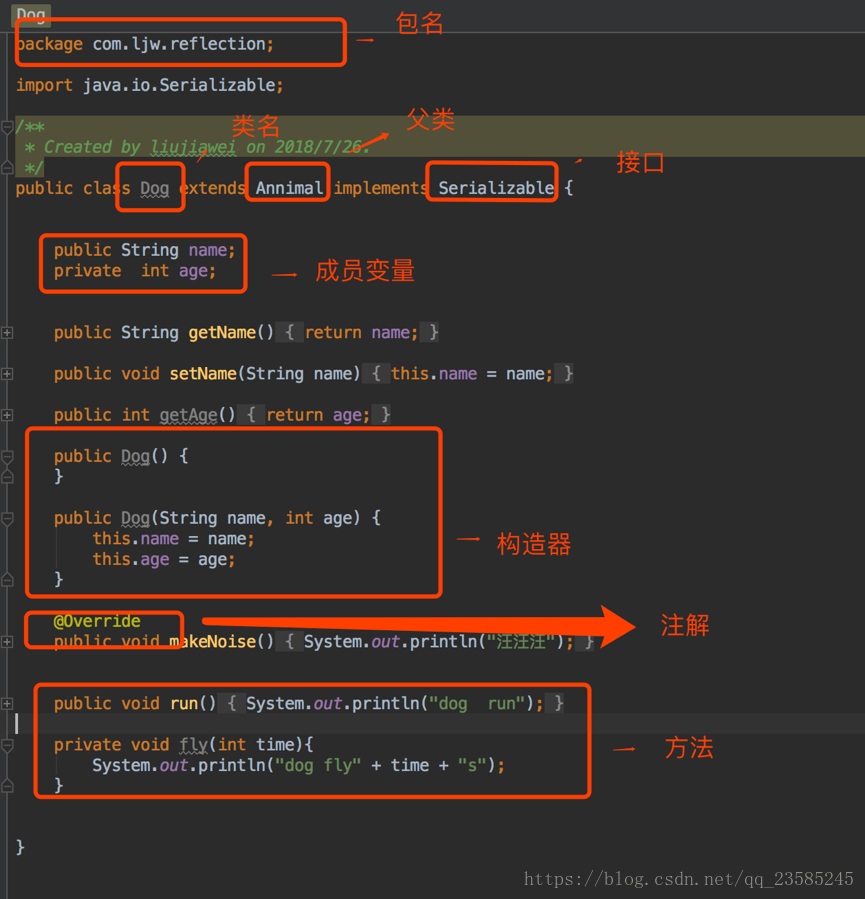 Dog
package com.ljw.reflection;
包名
import java.io.Serializable;
/**
类名
父类
* Created by liujiawei on 2018/7/26.
接口
*/
public class Dog extends Annimal implements Serializable {
public String name;
private int age;
成员变量
public String getName() { return name; }
public void setName(String name) { this.name = name; }
public int getAge() { return age; }
public Dog() {
}
public Dog(String name, int age) {
this.name = name;
构造器
this.age = age;
}
@Override
注解
public void makeNoise() { System.out.println("汪汪汪"); }
public void run() { System.out.println("dog  run"); }
private void fly(int time){
方法
System.out.println("dog fly" + time + "s");
}
}
https://blog.csdn.net/qq_23585245